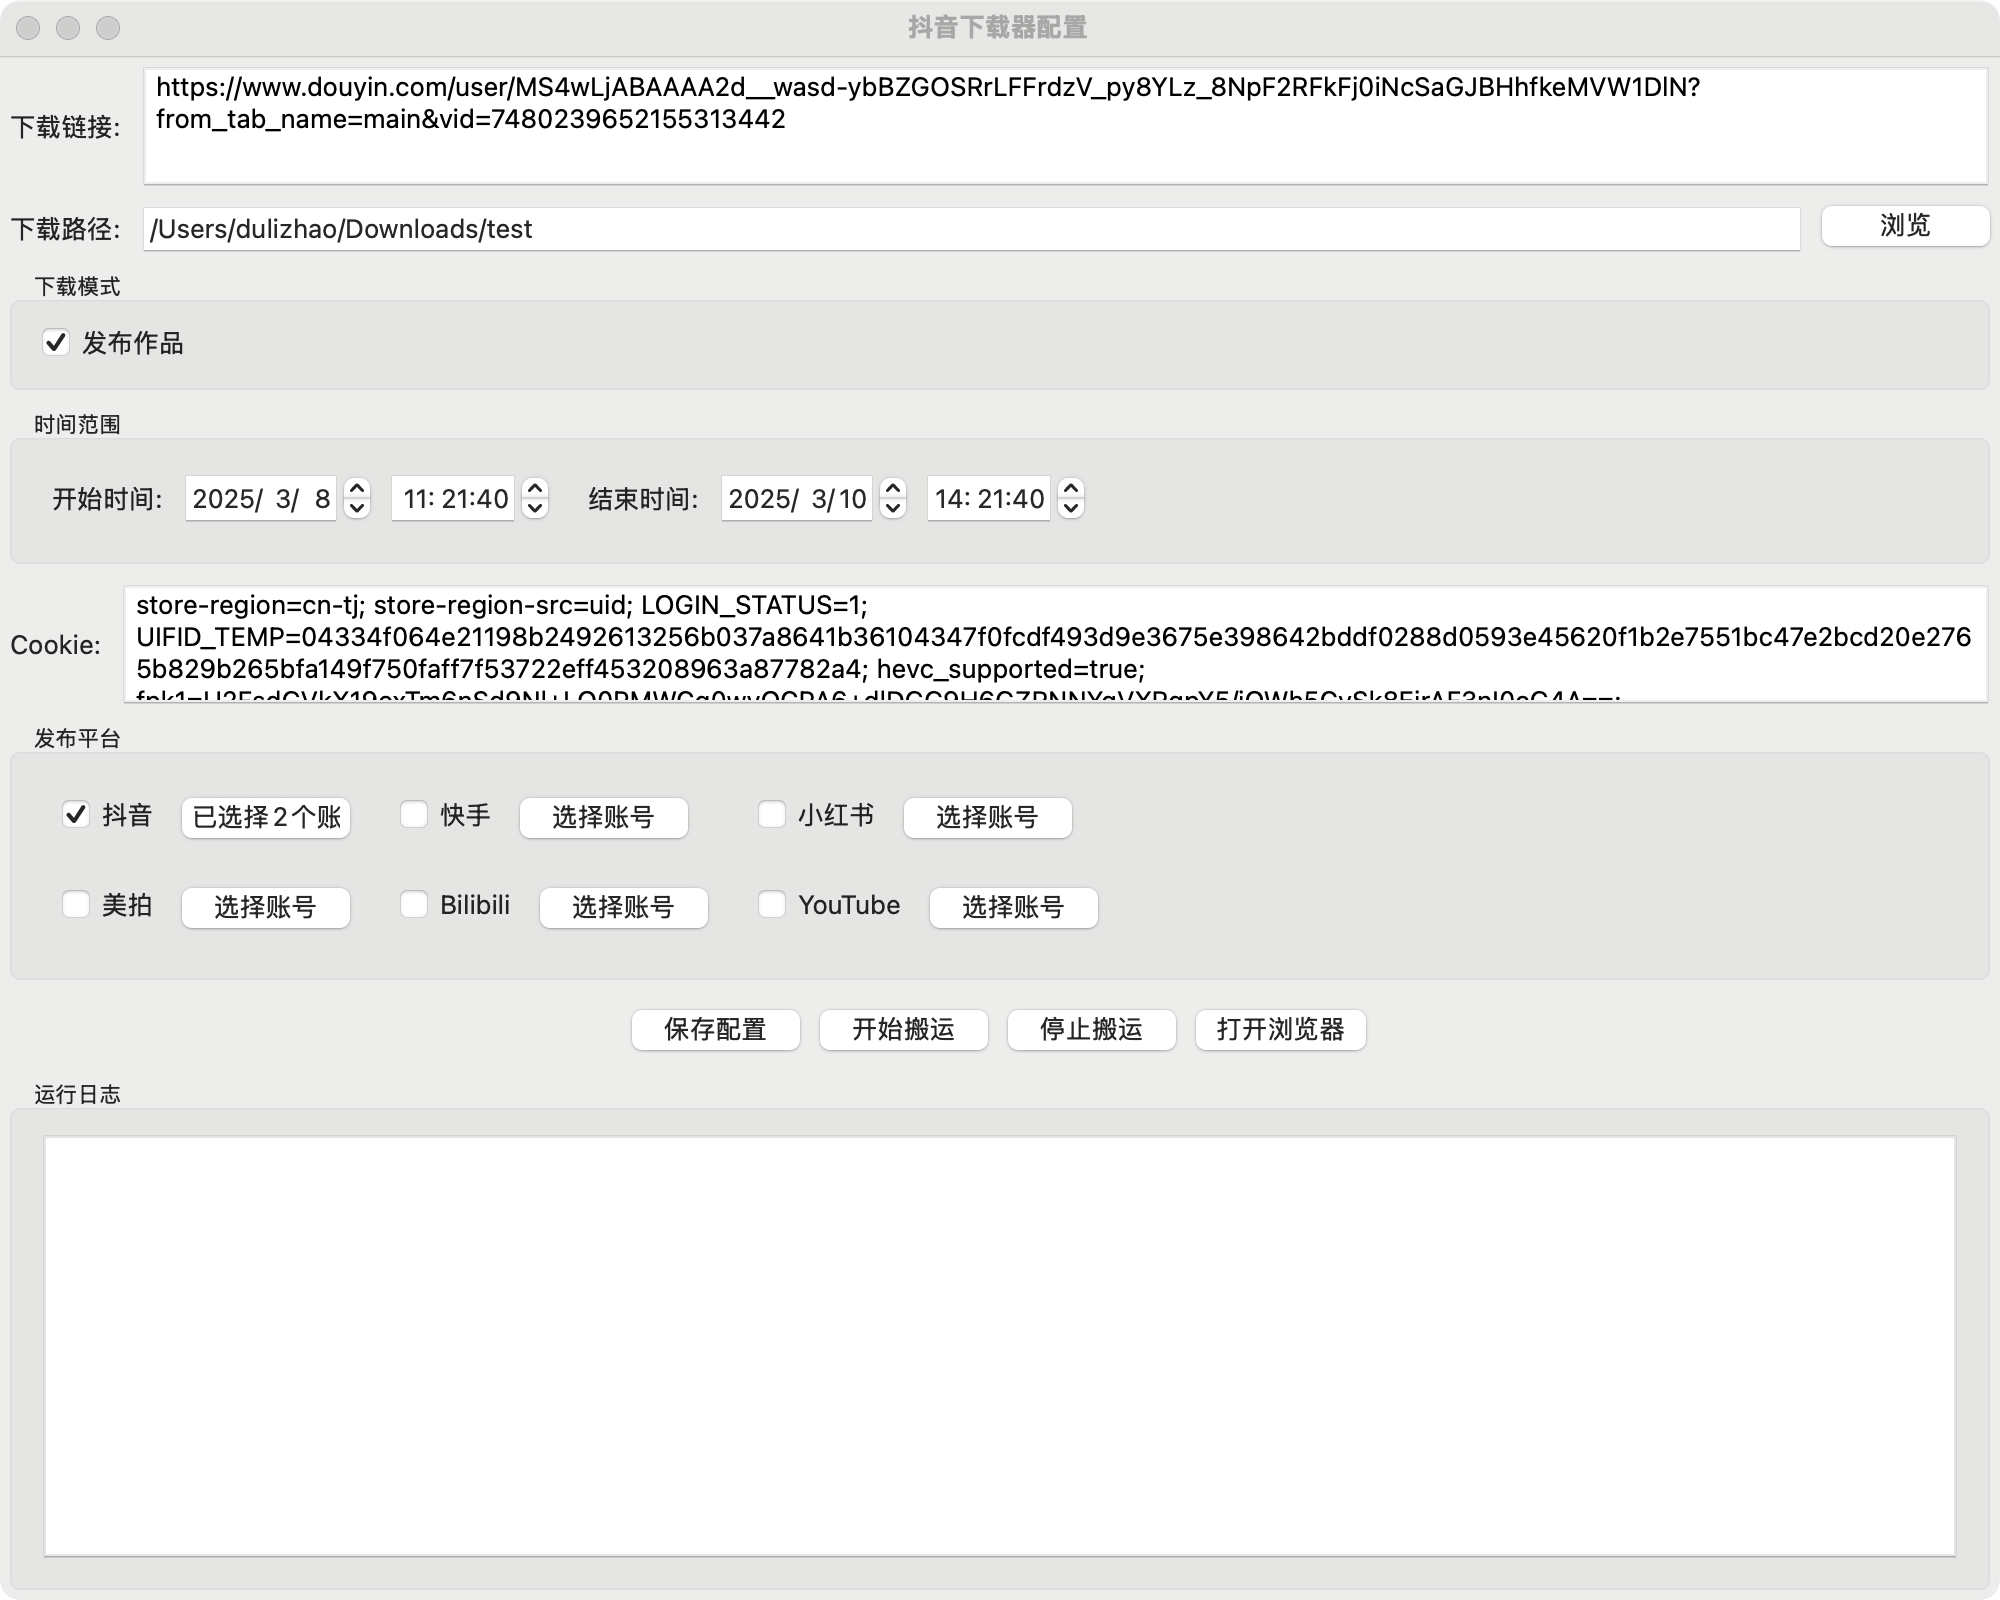 抖音下载器配置
下载链接:
https://www.douyin.com/user/MS4wLjABAAAA2d__wasd-ybBZGOSRrLFFrdzV_py8YLz_8NpF2RFkFj0iNcSaGJBHhfkeMVW1DlN?
from_tab_name=main&vid=7480239652155313442
下载路径: /Users/dulizhao/Downloads/test 浏览
下载模式
发布作品
时间范围
开始时间: 2025/ 3/ 8 11: 21:40 结束时间: 2025/ 3/10 14: 21:40
Cookie:
store-region=cn-tj; store-region-src=uid; LOGIN_STATUS=1;
UIFID_TEMP=04334f064e21198b2492613256b037a8641b36104347f0fcdf493d9e3675e398642bddf0288d0593e45620f1b2e7551bc47e2bcd20e276
5b829b265bfa149f750faff7f53722eff453208963a87782a4; hevc_supported=true;
发布平台
抖音 已选择2个账 快手 选择账号 小红书 选择账号
美拍 选择账号 Bilibili 选择账号 YouTube 选择账号
保存配置 开始搬运 停止搬运 打开浏览器
运行日志